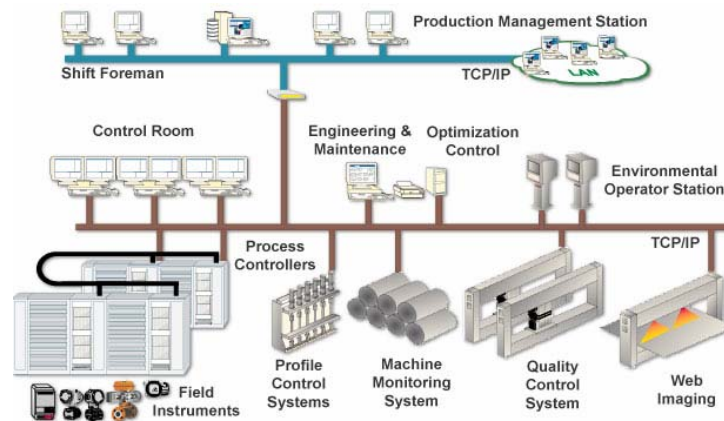 Production Management Station
Shift Foreman
TCP/IP
LAN
Control Room
Engineering &
Maintenance
Optimization
Control
Environmental
Operator Station
Process
Controllers
TCP/IP
Field
Instruments
Profile
Control
Systems
Machine
Monitoring
System
Quality
Control
System
Web
Imaging